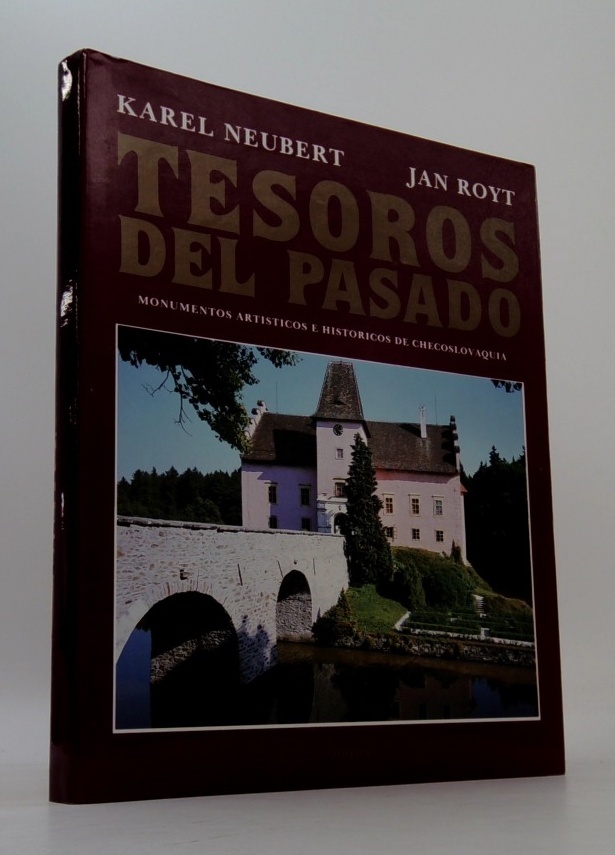 KAREL NEUBERT
JAN ROYT
TESOROS
DEL PASADO
MONUMENTOS ARTISTICOS E HISTORICOS DE CHECOSLOVAQUIA